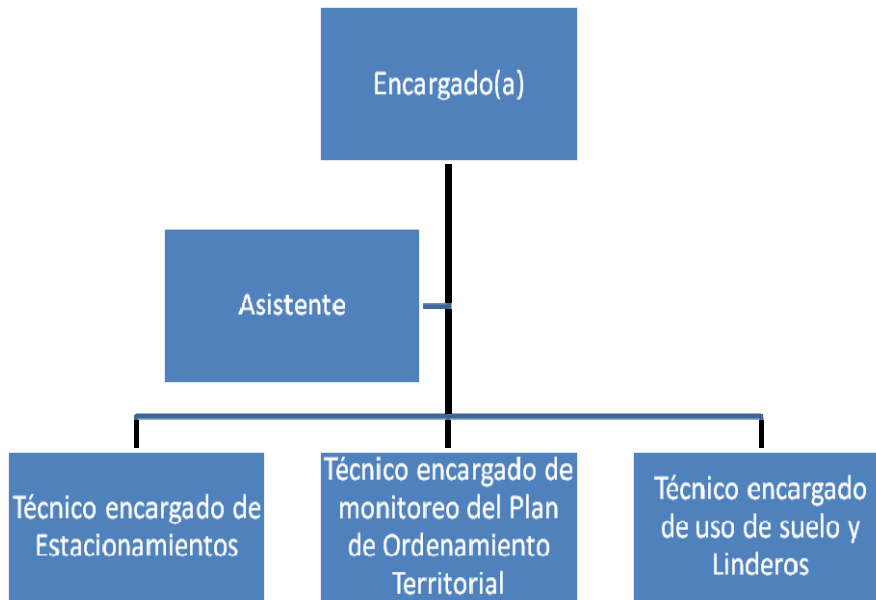 Encargado(a)
Asistente
Técnico encargado de
Estacionamientos
Técnico encargado de
monitoreo del Plan
de Ordenamiento
Territorial
Técnico encargado
de uso de suelo y
Linderos